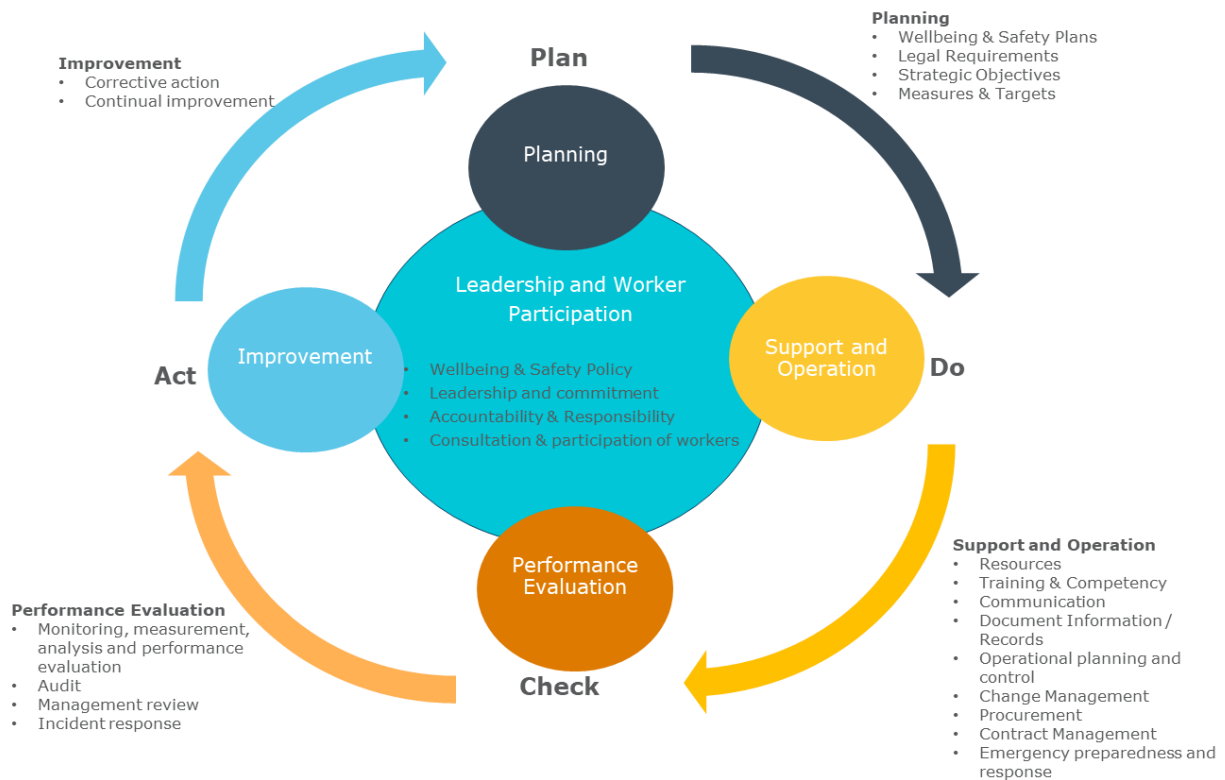 Planning
• Wellbeing & Safety Plans
• Legal Requirements
• Strategic Objectives
• Measures & Targets
Improvement
• Corrective action
• Continual improvement
Plan
Planning
Leadership and Worker
Participation
• Wellbeing & Safety Policy
• Leadership and commitment
• Accountability & Responsibility
• Consultation & participation of workers
Act
Improvement
Support and
Operation
Do
Performance
Evaluation
Check
Support and Operation
• Resources
• Training & Competency
• Communication
• Document Information /
Records
• Operational planning and
control
• Change Management
• Procurement
• Contract Management
• Emergency preparedness and
response
Performance Evaluation
• Monitoring, measurement,
analysis and performance
evaluation
• Audit
• Management review
• Incident response